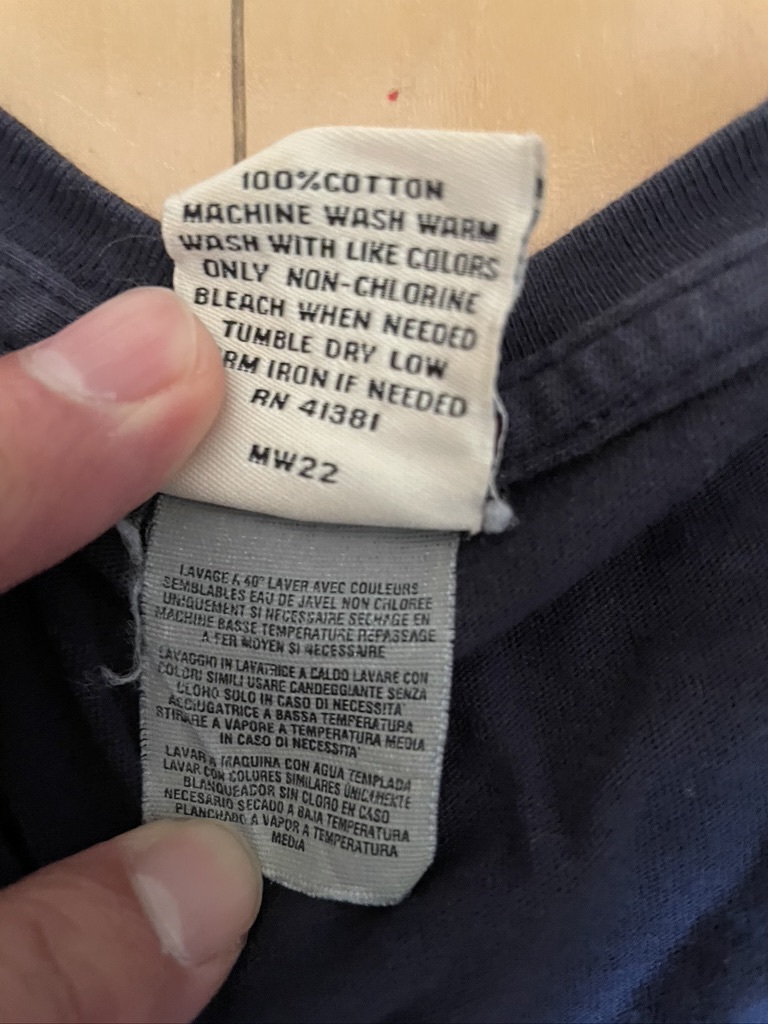 100%COTTON
MACHINE WASH WARM
WASH WITH LIKE COLORS
ONLY NON-CHLORINE
BLEACH WHEN NEEDED
TUMBLE DRY LOW
RM IRON IF NEEDED
RN 41381
MW22
LAVAGE A 40° LAVER AVEC COULEURS
SEMBLABLES EAU DE JAVEL NON CHLOREE
UNIQUEMENT SI NECESSAIRE SECHAGE EN
MACHINE BASSE TEMPERATURE REPASSAGE
A FER MOYEN SI NECESSAIRE
LAVAGGIO IN LAVATRICE A CALDO LAVARE CON
COLORI SIMILI USARE CANDEGGIANTE SENZA
CLORO SOLO IN CASO DI NECESSITA'
ASCIUGATRICE A BASSA TEMPERATURA
STIRARE A VAPORE A TEMPERATURA MEDIA
IN CASO DI NECESSITA'
LAVAR A MAQUINA CON AGUA TEMPLADA
LAVAR CON COLORES SIMILARES ÚNICAMENTE
BLANQUEADOR SIN CLORO EN CASO
NECESARIO SECADO A BAJA TEMPERATURA
PLANCHADO A VAPOR A TEMPERATURA
MEDIA